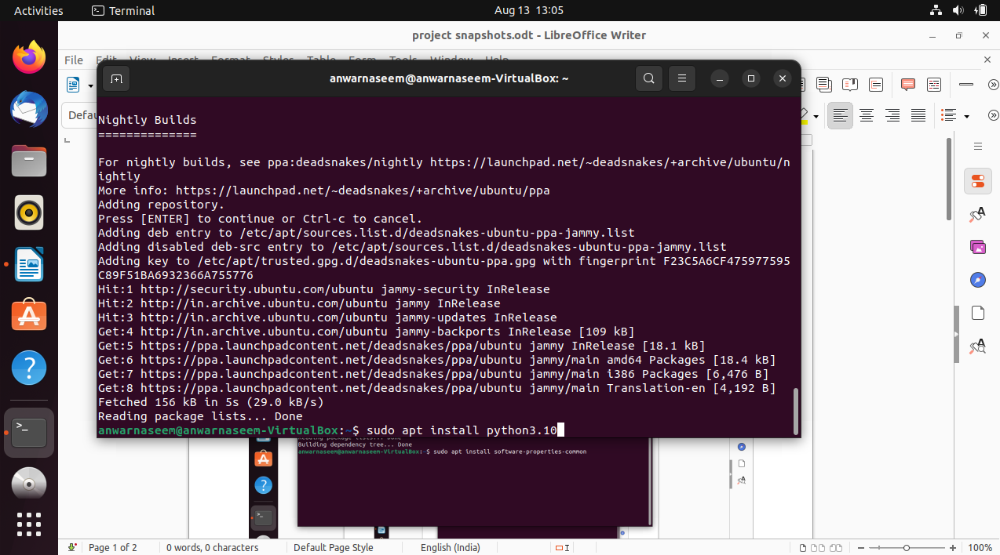 Activities
Terminal
Aug 13 13:05
project snapshots.odt - LibreOffice Writer
File Edit View Insert Format Styles Table Form Tools Window Help
anwarnaseem@anwarnaseem-VirtualBox: ~
Defau
Nightly Builds
==============
For nightly builds, see ppa:deadsnakes/nightly https://launchpad.net/~deadsnakes/+archive/ubuntu/n
ightly
More info: https://launchpad.net/~deadsnakes/+archive/ubuntu/ppa
Adding repository.
Press [ENTER] to continue or Ctrl-c to cancel.
Adding deb entry to /etc/apt/sources.list.d/deadsnakes-ubuntu-ppa-jammy.list
Adding disabled deb-src entry to /etc/apt/sources.list.d/deadsnakes-ubuntu-ppa-jammy.list
Adding key to /etc/apt/trusted.gpg.d/deadsnakes-ubuntu-ppa.gpg with fingerprint F23C5A6CF475977595
C89F51BA6932366A755776
Hit:1 http://security.ubuntu.com/ubuntu jammy-security InRelease
Hit:2 http://in.archive.ubuntu.com/ubuntu jammy InRelease
Hit:3 http://in.archive.ubuntu.com/ubuntu jammy-updates InRelease
Get:4 http://in.archive.ubuntu.com/ubuntu jammy-backports InRelease [109 kB]
Get:5 https://ppa.launchpadcontent.net/deadsnakes/ppa/ubuntu jammy InRelease [18.1 kB]
Get:6 https://ppa.launchpadcontent.net/deadsnakes/ppa/ubuntu jammy/main amd64 Packages [18.4 kB]
Get:7 https://ppa.launchpadcontent.net/deadsnakes/ppa/ubuntu jammy/main i386 Packages [6,476 B]
Get:8 https://ppa.launchpadcontent.net/deadsnakes/ppa/ubuntu jammy/main Translation-en [4,192 B]
Fetched 156 kB in 5s (29.0 kB/s)
Reading package lists... Done
anwarnaseem@anwarnaseem-VirtualBox:~$ sudo apt install python3.10
Building dependency tree... Done
anwarnaseem@anwarnaseem-VirtualBox:~$ sudo apt install software-properties-common
Page 1 of 2
0 words, 0 characters
Default Page Style
English (India)
100%